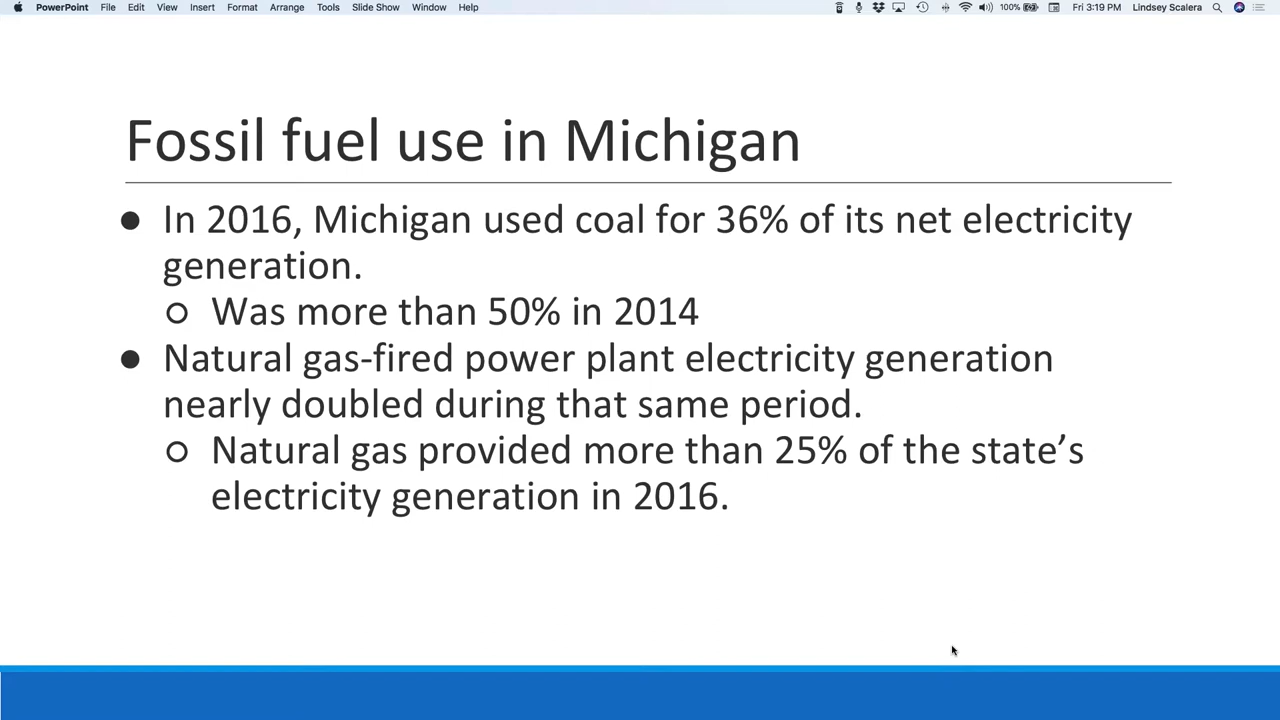 PowerPoint File Edit View Insert Format Arrange Tools Slide Show Window Help 100% Fri 3:19 PM Lindsey Scalera
Fossil fuel use in Michigan
● In 2016, Michigan used coal for 36% of its net electricity
generation.
○ Was more than 50% in 2014
● Natural gas-fired power plant electricity generation
nearly doubled during that same period.
○ Natural gas provided more than 25% of the state’s
electricity generation in 2016.